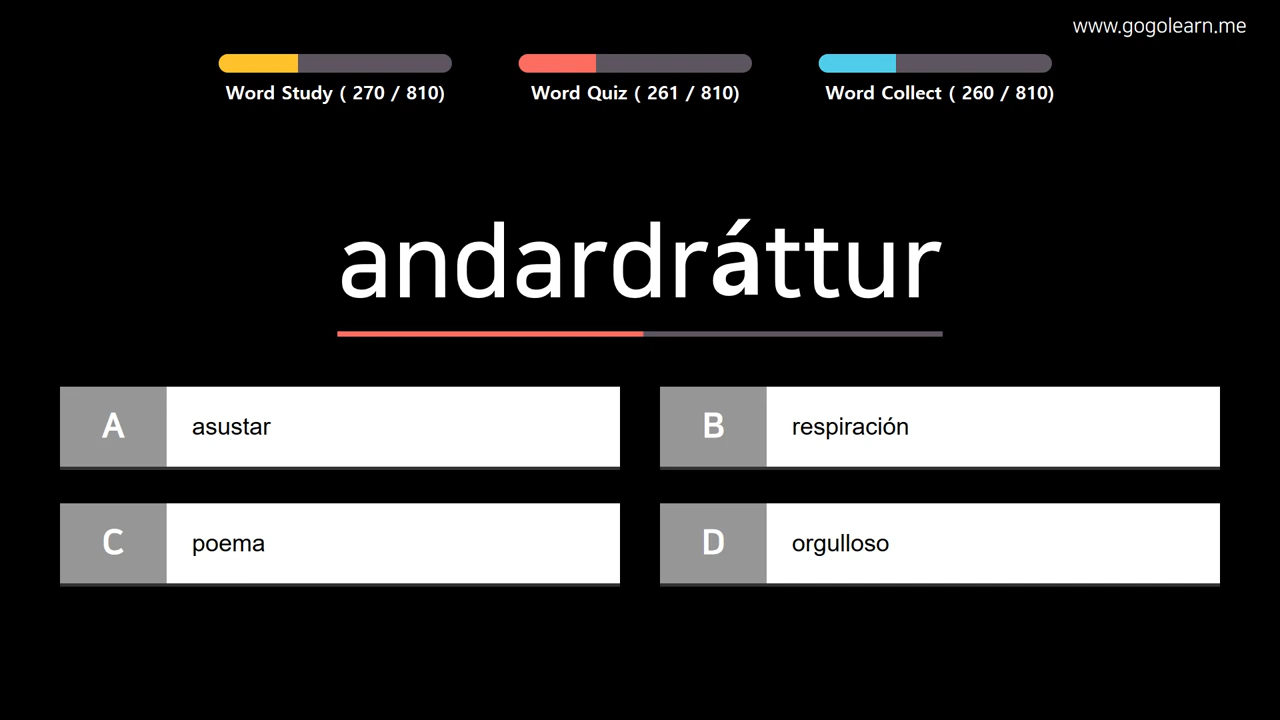 www.gogolearn.me
Word Study ( 270 / 810)
Word Quiz ( 261 / 810)
Word Collect ( 260 / 810)
andardráttur
A asustar
B respiración
C poema
D orgulloso